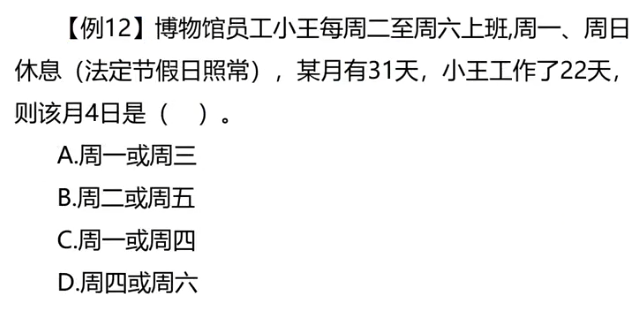 【例12】博物馆员工小王每周二至周六上班,周一、周日
休息（法定节假日照常），某月有31天，小王工作了22天，
则该月4日是（　）。
A.周一或周三
B.周二或周五
C.周一或周四
D.周四或周六